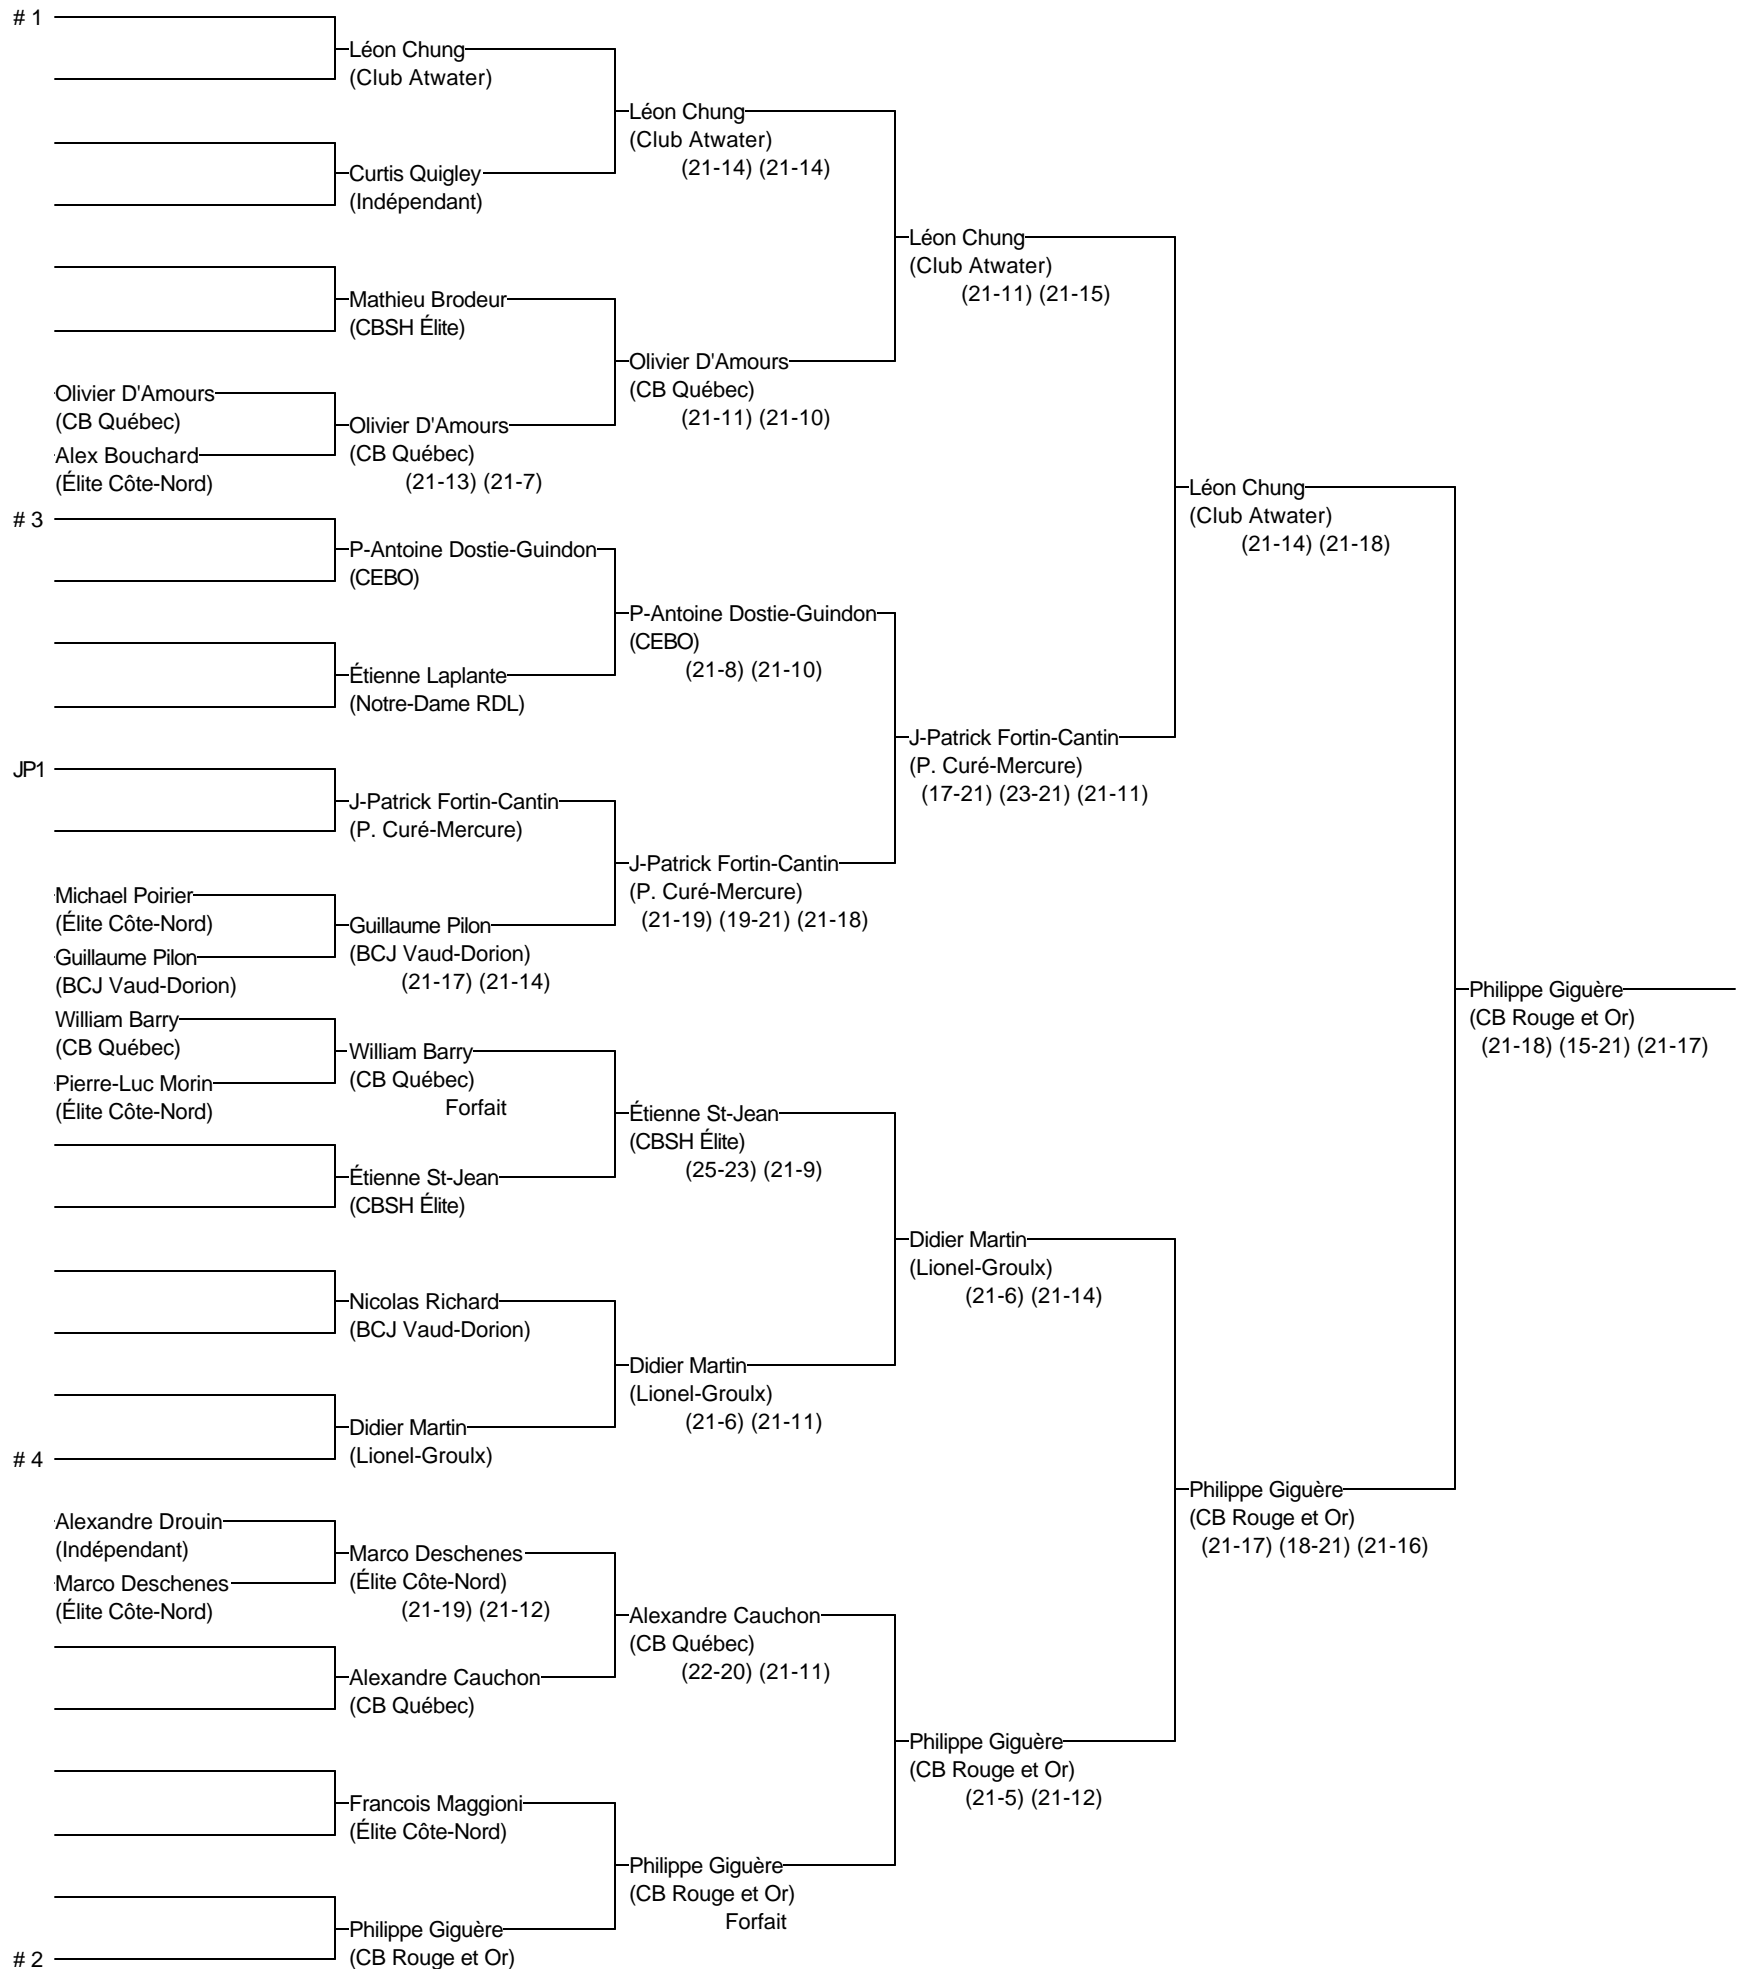 # 1
Léon Chung
(Club Atwater)
Léon Chung
(Club Atwater)
(21-14) (21-14)
Curtis Quigley
(Indépendant)
Léon Chung
(Club Atwater)
(21-11) (21-15)
Mathieu Brodeur
(CBSH Élite)
Olivier D'Amours
(CB Québec)
(21-11) (21-10)
Olivier D'Amours
(CB Québec)
Olivier D'Amours
(CB Québec)
(21-13) (21-7)
Alex Bouchard
(Élite Côte-Nord)
Léon Chung
(Club Atwater)
(21-14) (21-18)
# 3
P-Antoine Dostie-Guindon
(CEBO)
P-Antoine Dostie-Guindon
(CEBO)
(21-8) (21-10)
Étienne Laplante
(Notre-Dame RDL)
J-Patrick Fortin-Cantin
(P. Curé-Mercure)
(17-21) (23-21) (21-11)
JP1
J-Patrick Fortin-Cantin
(P. Curé-Mercure)
J-Patrick Fortin-Cantin
(P. Curé-Mercure)
(21-19) (19-21) (21-18)
Michael Poirier
(Élite Côte-Nord)
Guillaume Pilon
(BCJ Vaud-Dorion)
(21-17) (21-14)
Guillaume Pilon
(BCJ Vaud-Dorion)
Philippe Giguère
(CB Rouge et Or)
(21-18) (15-21) (21-17)
William Barry
(CB Québec)
William Barry
(CB Québec)
Forfait
Pierre-Luc Morin
(Élite Côte-Nord)
Étienne St-Jean
(CBSH Élite)
(25-23) (21-9)
Étienne St-Jean
(CBSH Élite)
Didier Martin
(Lionel-Groulx)
(21-6) (21-14)
Nicolas Richard
(BCJ Vaud-Dorion)
Didier Martin
(Lionel-Groulx)
(21-6) (21-11)
Didier Martin
(Lionel-Groulx)
# 4
Philippe Giguère
(CB Rouge et Or)
(21-17) (18-21) (21-16)
Alexandre Drouin
(Indépendant)
Marco Deschenes
(Élite Côte-Nord)
(21-19) (21-12)
Marco Deschenes
(Élite Côte-Nord)
Alexandre Cauchon
(CB Québec)
(22-20) (21-11)
Alexandre Cauchon
(CB Québec)
Philippe Giguère
(CB Rouge et Or)
(21-5) (21-12)
Francois Maggioni
(Élite Côte-Nord)
Philippe Giguère
(CB Rouge et Or)
Forfait
Philippe Giguère
(CB Rouge et Or)
# 2